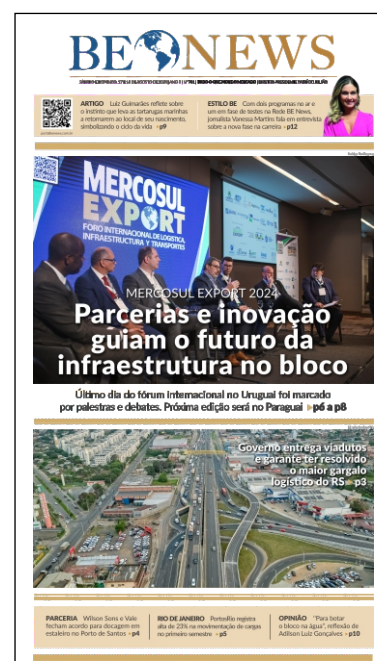 BE NEWS
ARTIGO Luiz Guimarães reflete sobre
o instinto que leva as tartarugas marinhas
a retornarem ao local de seu nascimento,
simbolizando o ciclo da vida ▸p9
ESTILO BE Com dois programas no ar e
um em fase de testes na Rede BE News,
jornalista Vanessa Martins fala em entrevista
sobre a nova fase na carreira ▸p12
MERCOSUL
EXPORT
FORO INTERNACIONAL DE LOGÍSTICA,
INFRAESTRUCTURA Y TRANSPORTES
MERCOSUL EXPORT 2024
Parcerias e inovação
guiam o futuro da
infraestrutura no bloco
Último dia do fórum internacional no Uruguai foi marcado
por palestras e debates. Próxima edição será no Paraguai ▸p6 a p8
Governo entrega viadutos
e garante ter resolvido
o maior gargalo
logístico do RS ▸p3
PARCERIA Wilson Sons e Vale
fecham acordo para docagem em
estaleiro no Porto de Santos ▸p4
RIO DE JANEIRO PortosRio registra
alta de 23% na movimentação de cargas
no primeiro semestre ▸p5
OPINIÃO "Para botar
o bloco na água", reflexão de
Adilson Luiz Gonçalves ▸p10